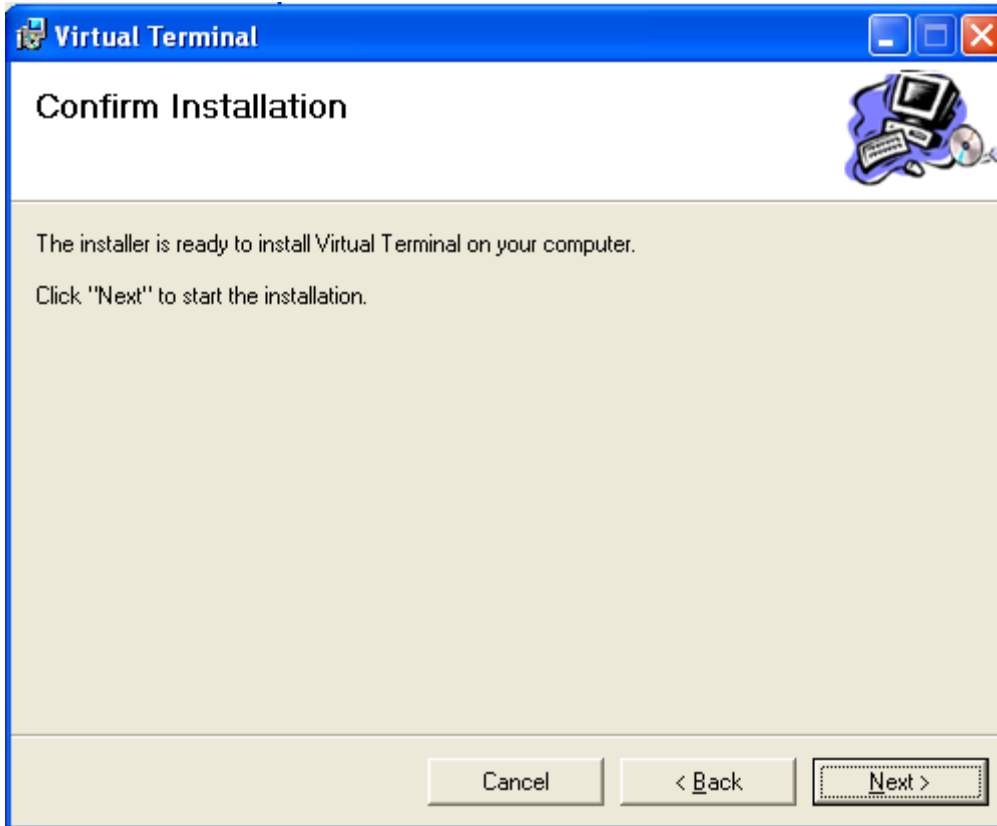 Virtual Terminal
Confirm Installation
The installer is ready to install Virtual Terminal on your computer.
Click "Next" to start the installation.
Cancel
< Back
Next >